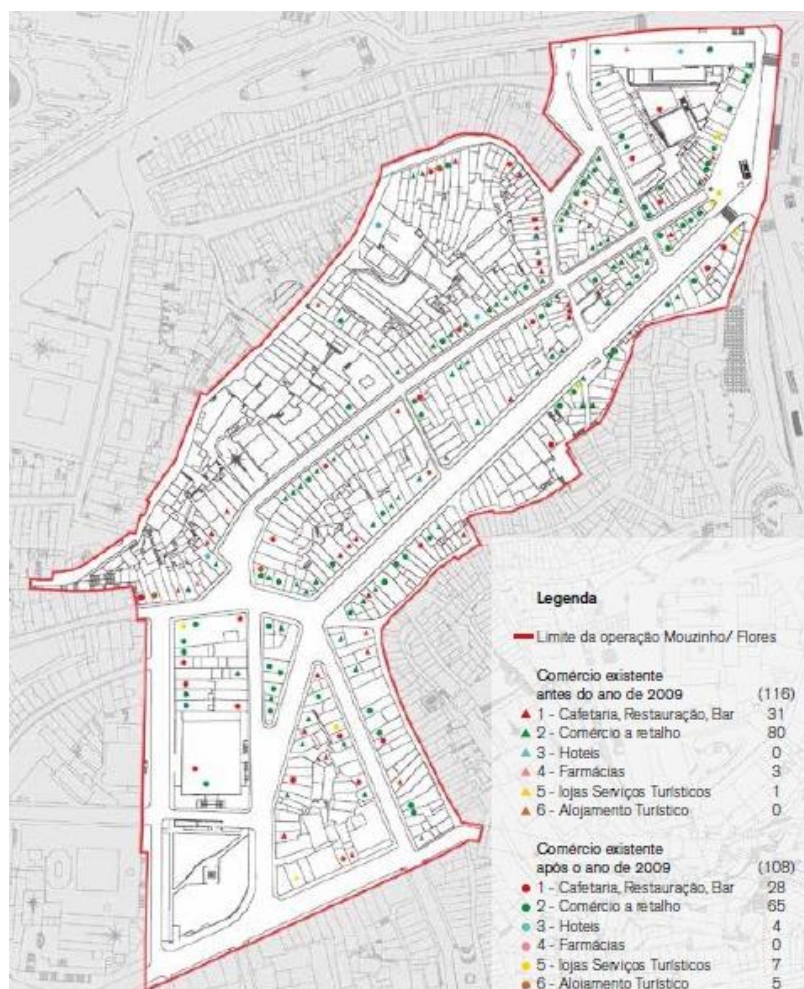 Legenda
Limite da operação Mouzinho/ Flores
Comércio existente
antes do ano de 2009 (116)
1 - Cafetaria, Restauração, Bar 31
2 - Comércio a retalho 80
3 - Hoteis 0
4 - Farmácias 3
5 - lojas Serviços Turísticos 1
6 - Alojamento Turístico 0
Comércio existente
após o ano de 2009 (108)
1 - Cafetaria, Restauração, Bar 28
2 - Comércio a retalho 65
3 - Hoteis 4
4 - Farmácias 0
5 - lojas Serviços Turísticos 7
6 - Alojamento Turístico 5